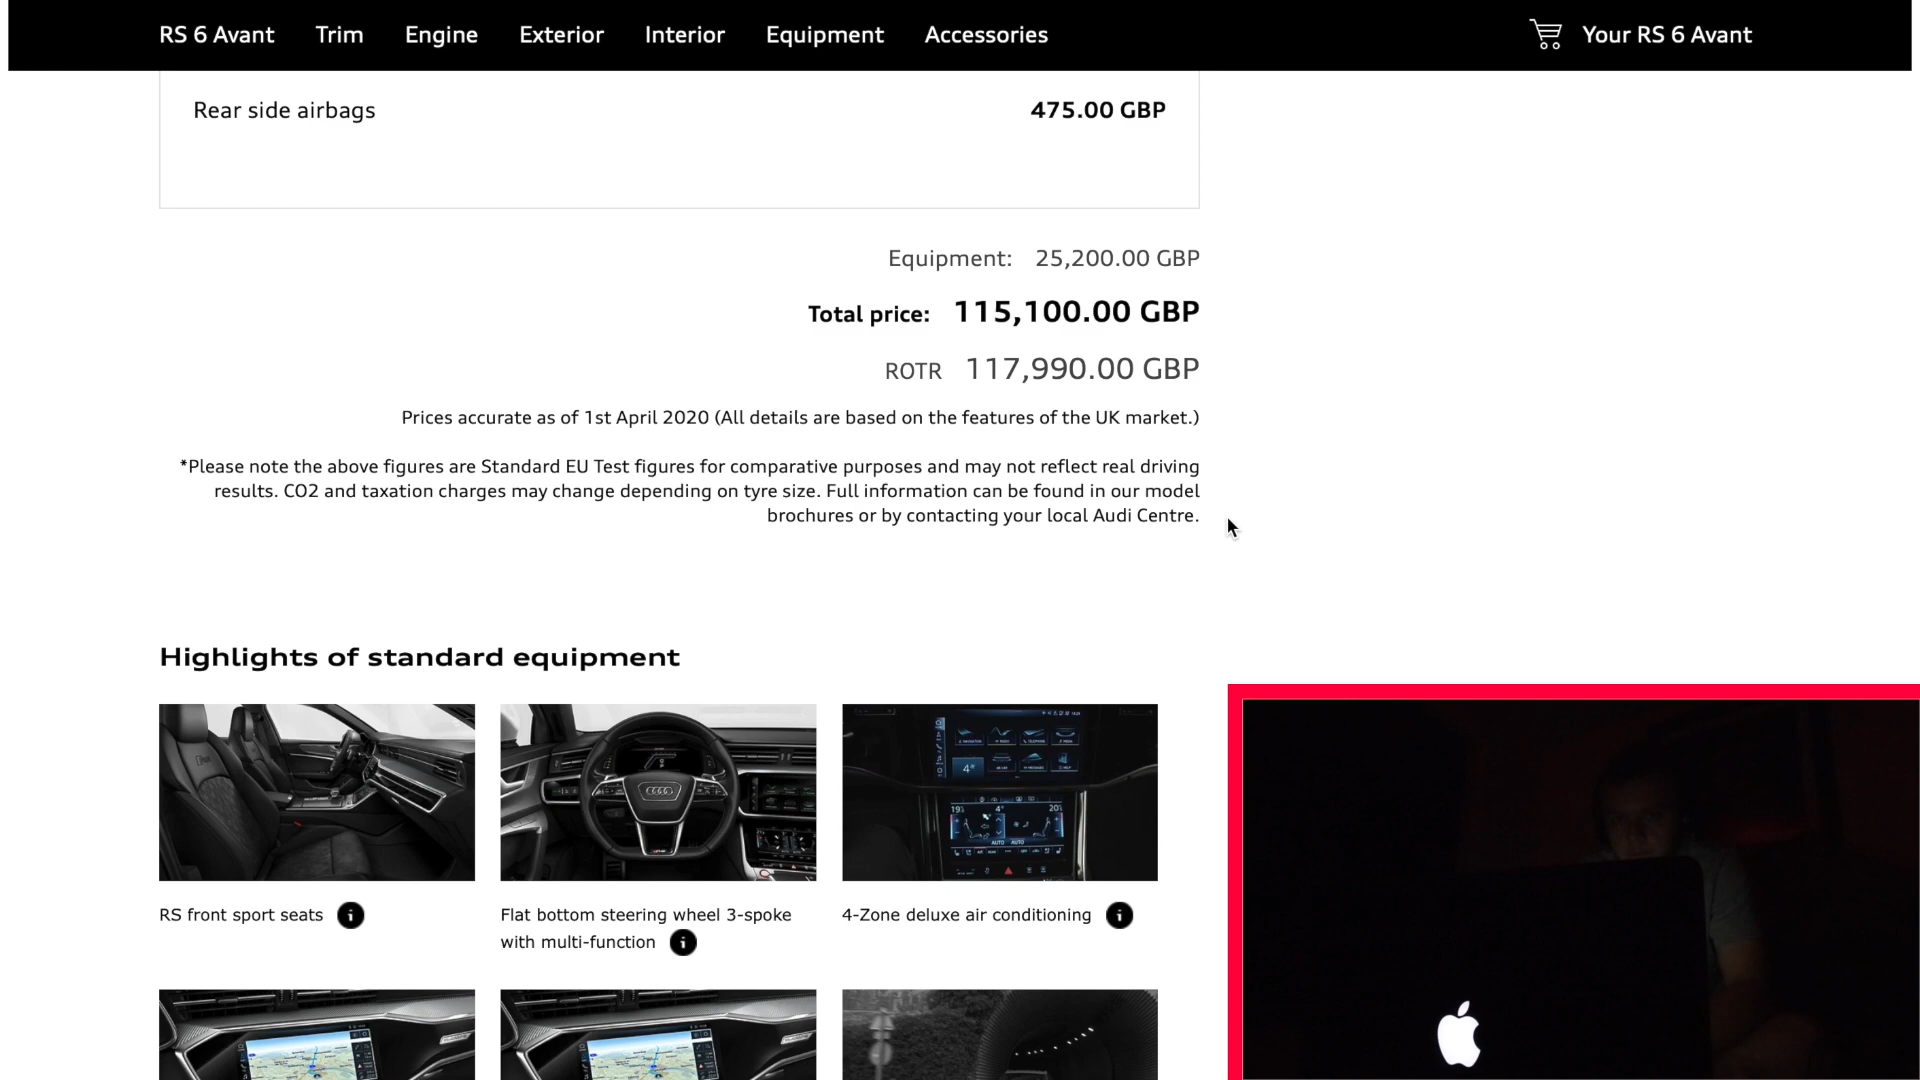 RS 6 Avant Trim Engine Exterior Interior Equipment Accessories Your RS 6 Avant
Rear side airbags 475.00 GBP
Equipment: 25,200.00 GBP
Total price: 115,100.00 GBP
ROTR 117,990.00 GBP
Prices accurate as of 1st April 2020 (All details are based on the features of the UK market.)
*Please note the above figures are Standard EU Test figures for comparative purposes and may not reflect real driving
results. CO2 and taxation charges may change depending on tyre size. Full information can be found in our model
brochures or by contacting your local Audi Centre.
Highlights of standard equipment
RS front sport seats
Flat bottom steering wheel 3-spoke
with multi-function
4-Zone deluxe air conditioning